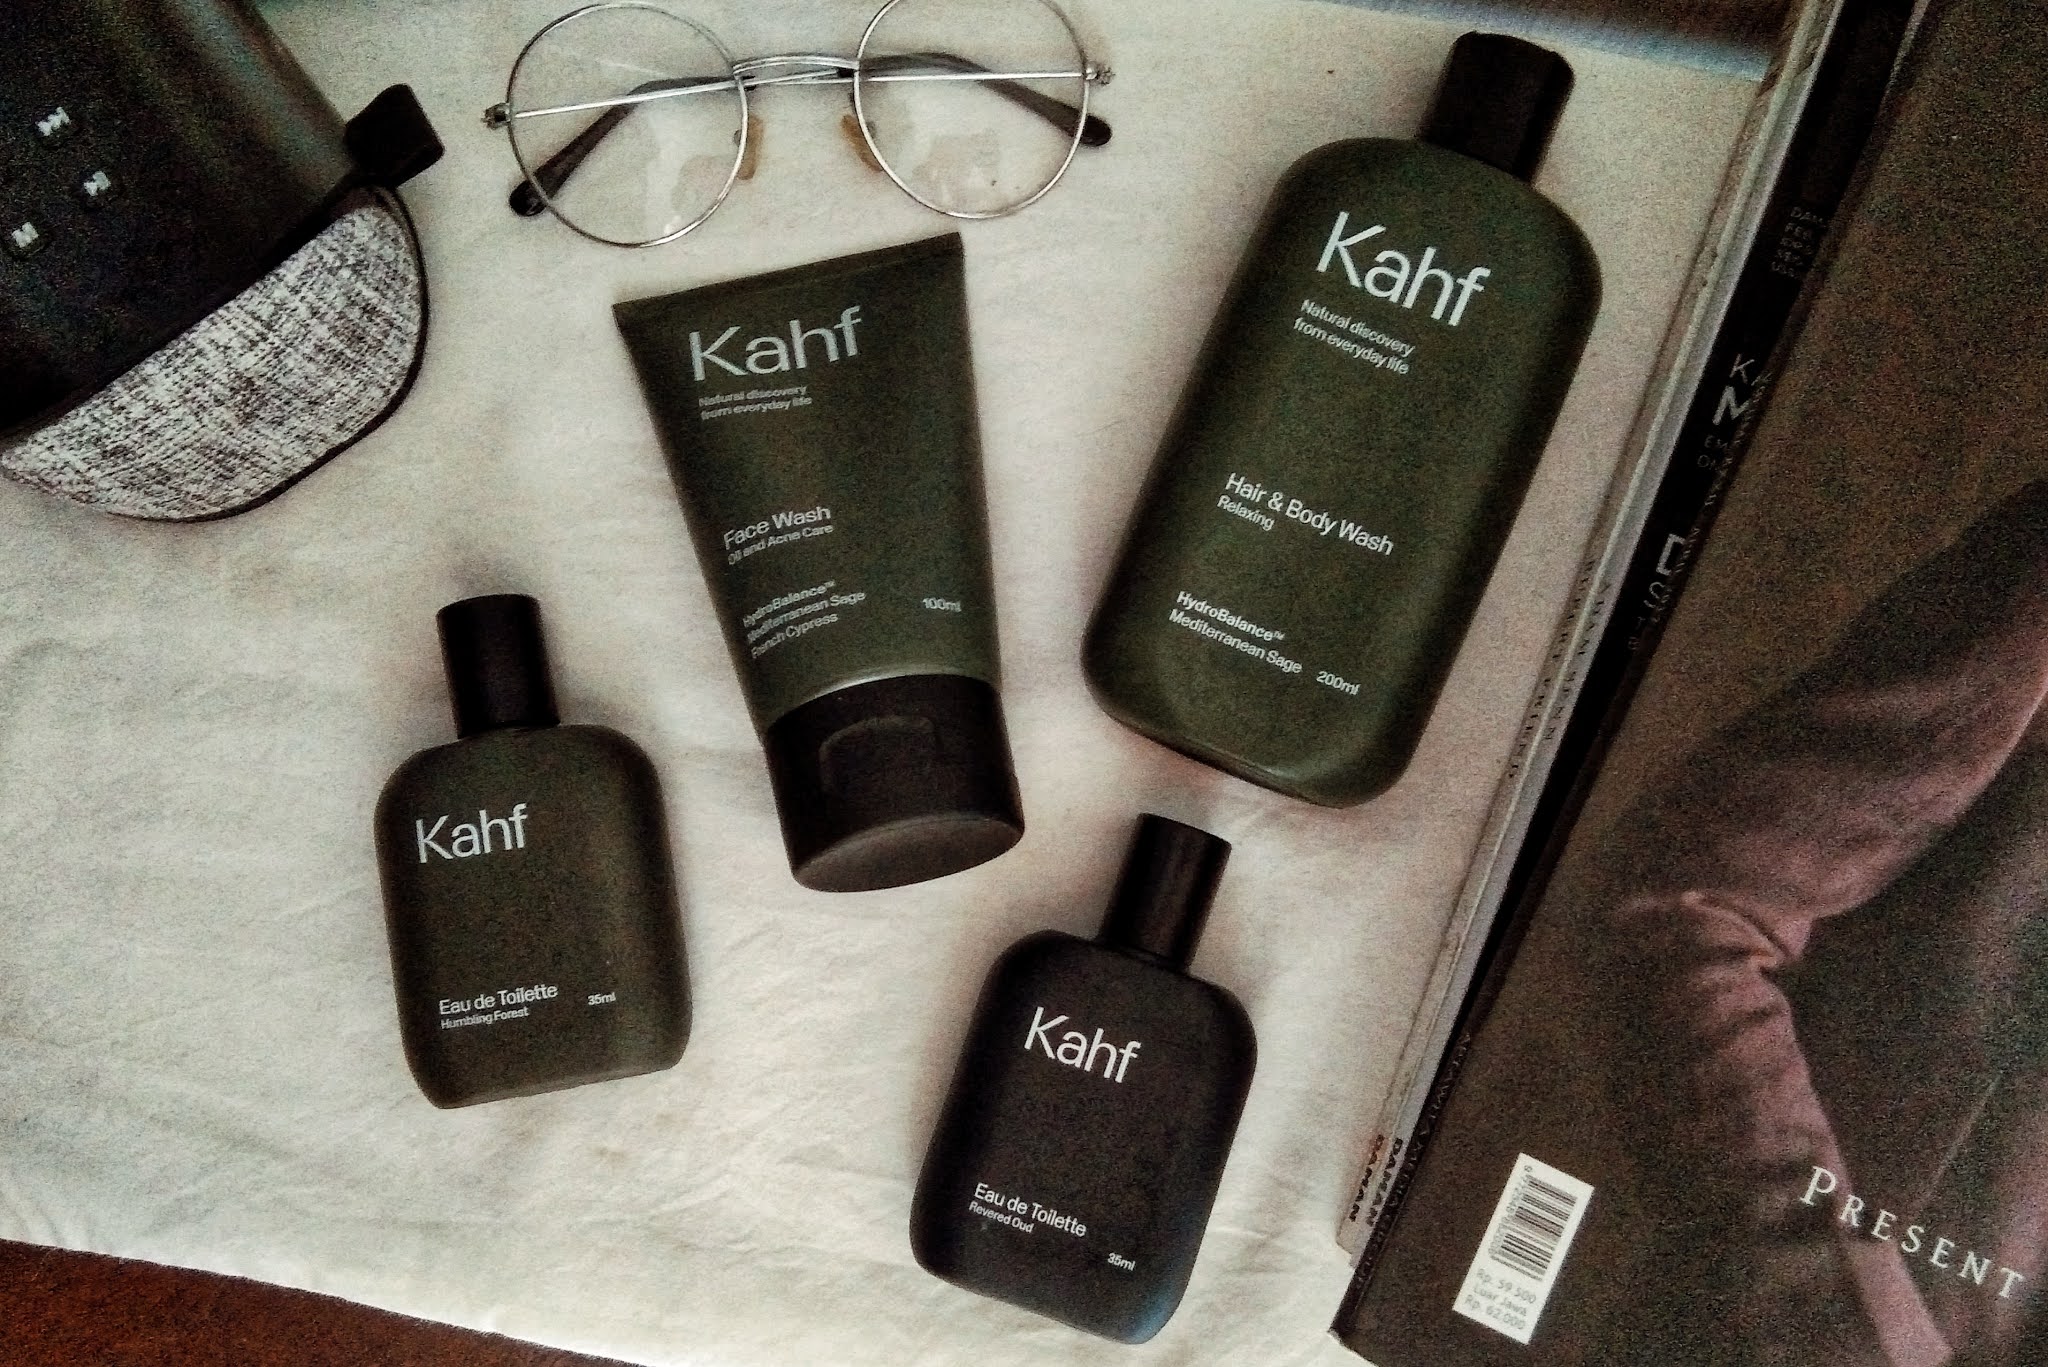 Kahf
Natural discovery
from everyday life
Face Wash
Oil and Acne Care
HydroBalance™
Mediterranean Sage
French Cypress
100ml
Kahf
Natural discovery
from everyday life
Hair & Body Wash
Relaxing
HydroBalance™
Mediterranean Sage
200ml
Kahf
Eau de Toilette
Humbling Forest
35ml
Kahf
Eau de Toilette
Revered Oud
35ml
DAMAN
DAMAN
PRESENT
Rp. 59.500
Luar Jawa
Rp. 62.000